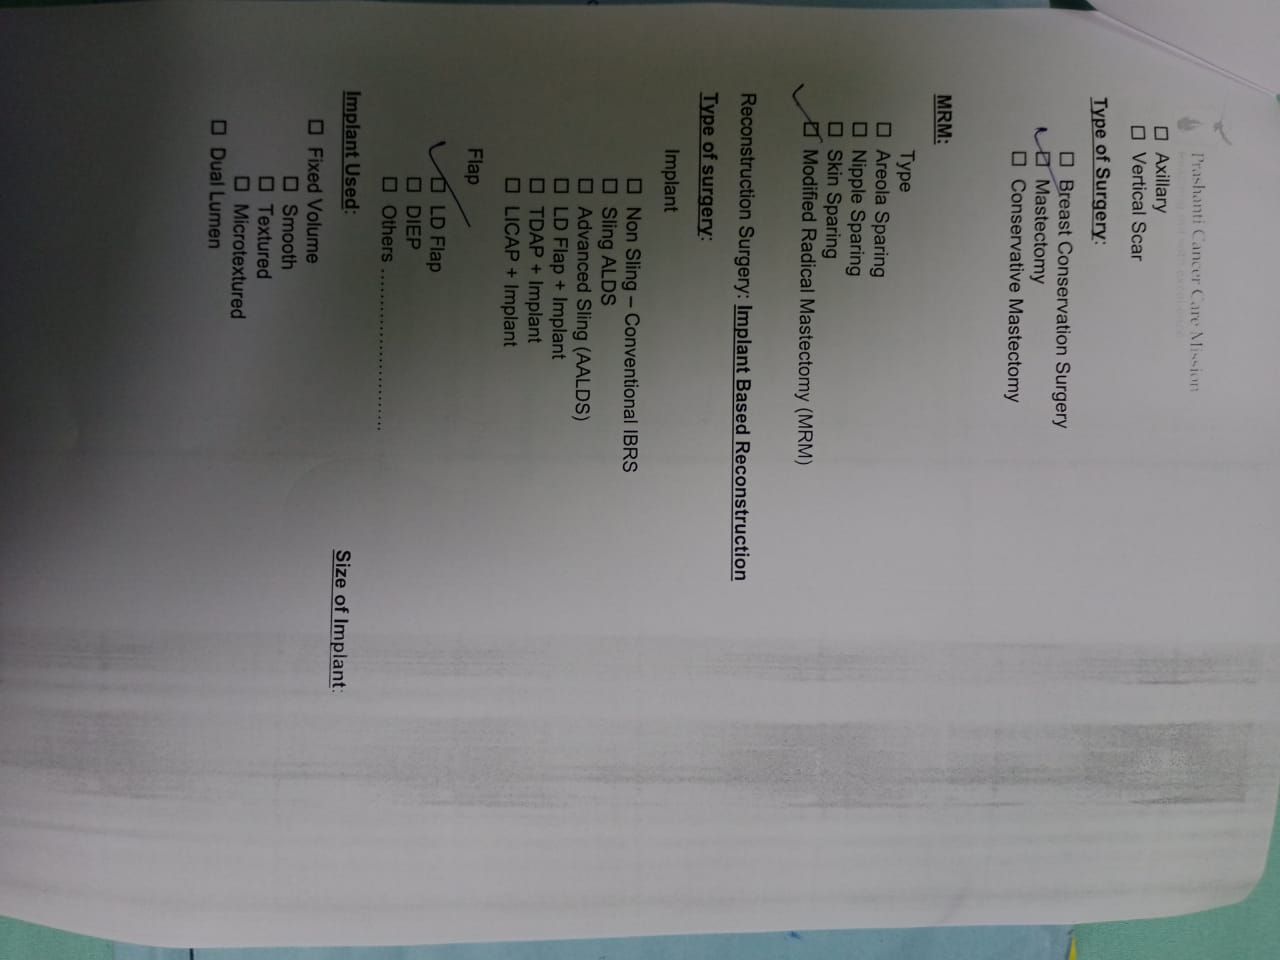 Prashanti Cancer Care Mission
☐ Axillary
☐ Vertical Scar
Type of Surgery:
☐ Breast Conservation Surgery
☑ Mastectomy
☐ Conservative Mastectomy
MRM:
Type
☐ Areola Sparing
☐ Nipple Sparing
☐ Skin Sparing
☑ Modified Radical Mastectomy (MRM)
Reconstruction Surgery: Implant Based Reconstruction
Type of surgery:
Implant
☐ Non Sling – Conventional IBRS
☐ Sling ALDS
☐ Advanced Sling (AALDS)
☐ LD Flap + Implant
☐ TDAP + Implant
☐ LICAP + Implant
Flap
☑ LD Flap
☐ DIEP
☐ Others ..............................
Implant Used: Size of Implant:
☐ Fixed Volume
☐ Smooth
☐ Textured
☐ Microtextured
☐ Dual Lumen